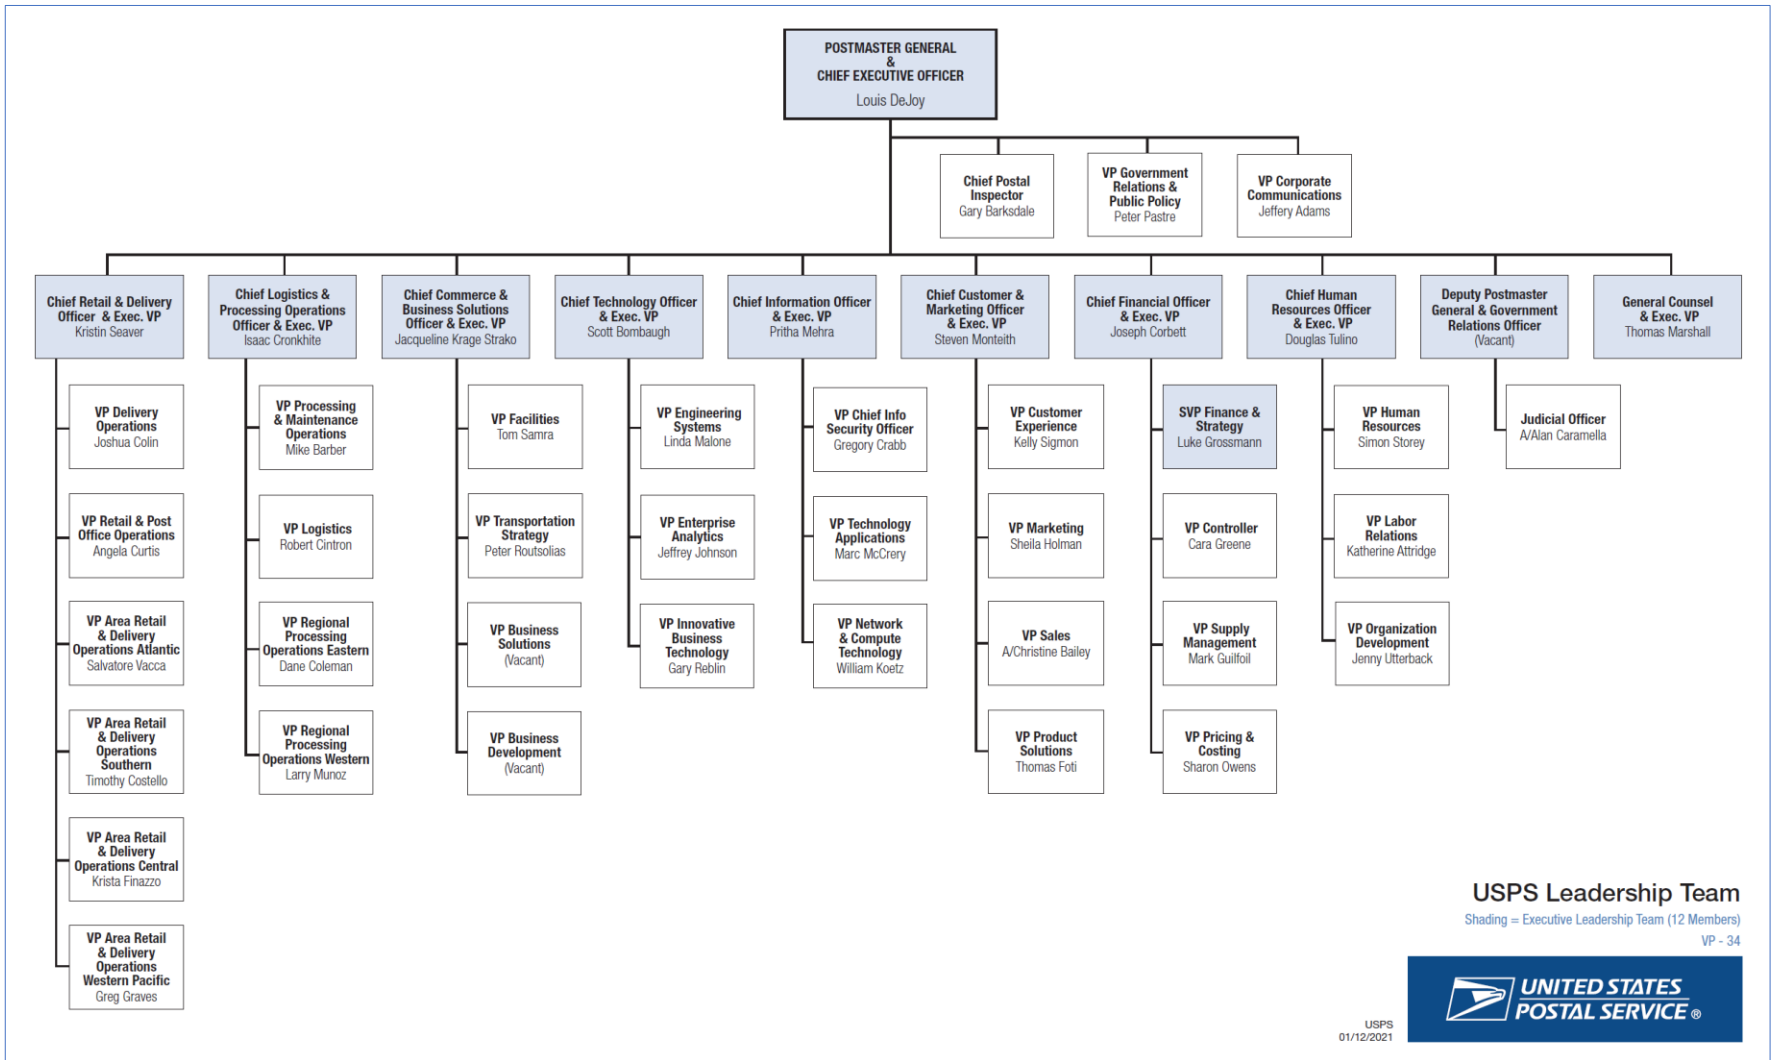 POSTMASTER GENERAL
&
CHIEF EXECUTIVE OFFICER
Louis DeJoy
Chief Postal
Inspector
Gary Barksdale
VP Government
Relations &
Public Policy
Peter Pastre
VP Corporate
Communications
Jeffery Adams
Chief Retail & Delivery
Officer & Exec. VP
Kristin Seaver
Chief Logistics &
Processing Operations
Officer & Exec. VP
Isaac Cronkhite
Chief Commerce &
Business Solutions
Officer & Exec. VP
Jacqueline Krage Strako
Chief Technology Officer
& Exec. VP
Scott Bombaugh
Chief Information Officer
& Exec. VP
Pritha Mehra
Chief Customer &
Marketing Officer
& Exec. VP
Steven Monteith
Chief Financial Officer
& Exec. VP
Joseph Corbett
Chief Human
Resources Officer
& Exec. VP
Douglas Tulino
Deputy Postmaster
General & Government
Relations Officer
(Vacant)
General Counsel
& Exec. VP
Thomas Marshall
VP Delivery
Operations
Joshua Colin
VP Retail & Post
Office Operations
Angela Curtis
VP Area Retail
& Delivery
Operations Atlantic
Salvatore Vacca
VP Area Retail
& Delivery
Operations
Southern
Timothy Costello
VP Area Retail
& Delivery
Operations Central
Krista Finazzo
VP Area Retail
& Delivery
Operations
Western Pacific
Greg Graves
VP Processing
& Maintenance
Operations
Mike Barber
VP Logistics
Robert Cintron
VP Regional
Processing
Operations Eastern
Dane Coleman
VP Regional
Processing
Operations Western
Larry Munoz
VP Facilities
Tom Samra
VP Transportation
Strategy
Peter Routsolias
VP Business
Solutions
(Vacant)
VP Business
Development
(Vacant)
VP Engineering
Systems
Linda Malone
VP Enterprise
Analytics
Jeffrey Johnson
VP Innovative
Business
Technology
Gary Reblin
VP Chief Info
Security Officer
Gregory Crabb
VP Technology
Applications
Marc McCrery
VP Network
& Compute
Technology
William Koetz
VP Customer
Experience
Kelly Sigmon
VP Marketing
Sheila Holman
VP Sales
A/Christine Bailey
VP Product
Solutions
Thomas Foti
SVP Finance &
Strategy
Luke Grossmann
VP Controller
Cara Greene
VP Supply
Management
Mark Guilfoil
VP Pricing &
Costing
Sharon Owens
VP Human
Resources
Simon Storey
VP Labor
Relations
Katherine Attridge
VP Organization
Development
Jenny Utterback
Judicial Officer
A/Alan Caramella
USPS Leadership Team
Shading = Executive Leadership Team (12 Members)
VP - 34
UNITED STATES
POSTAL SERVICE ®
USPS
01/12/2021